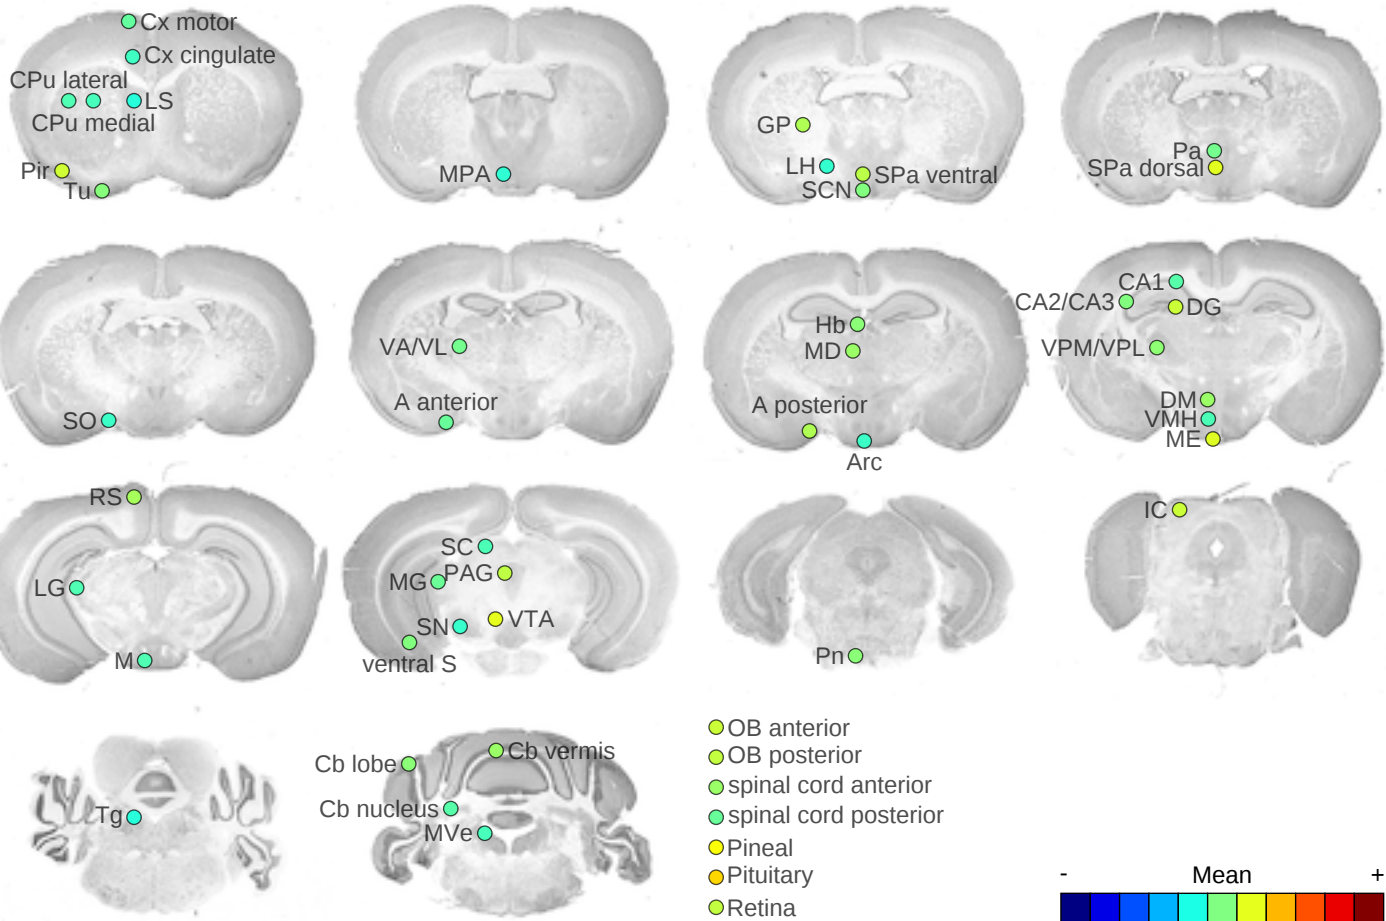 Cx motor
Cx cingulate
CPu lateral
LS
CPu medial
Pir
Tu
MPA
GP
LH
SPa ventral
SCN
Pa
SPa dorsal
SO
VA/VL
A anterior
Hb
MD
A posterior
Arc
CA1
CA2/CA3
DG
VPM/VPL
DM
VMH
ME
RS
LG
M
SC
MG
PAG
SN
VTA
ventral S
Pn
IC
Tg
Cb lobe
Cb vermis
Cb nucleus
MVe
OB anterior
OB posterior
spinal cord anterior
spinal cord posterior
Pineal
Pituitary
Retina
- Mean +